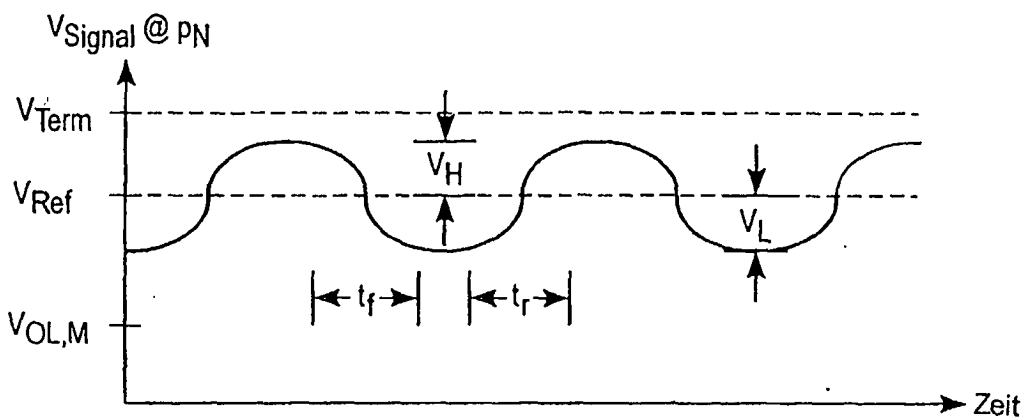 VSignal @ pN
VTerm
VH
VRef
VL
tf
tr
VOL,M
Zeit